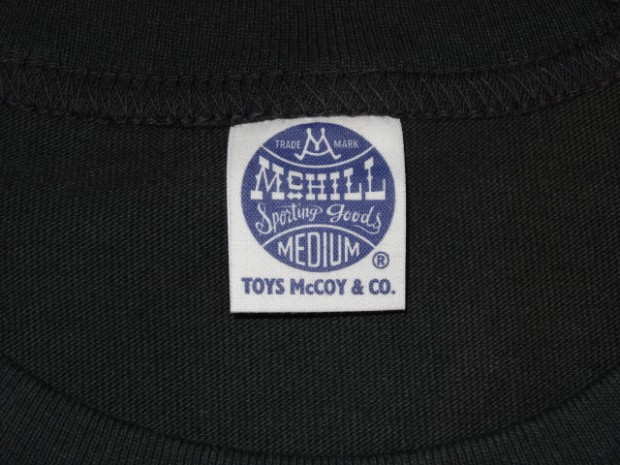 TRADE M MARK
McHILL
Sporting Goods
MEDIUM
®
TOYS McCOY & CO.